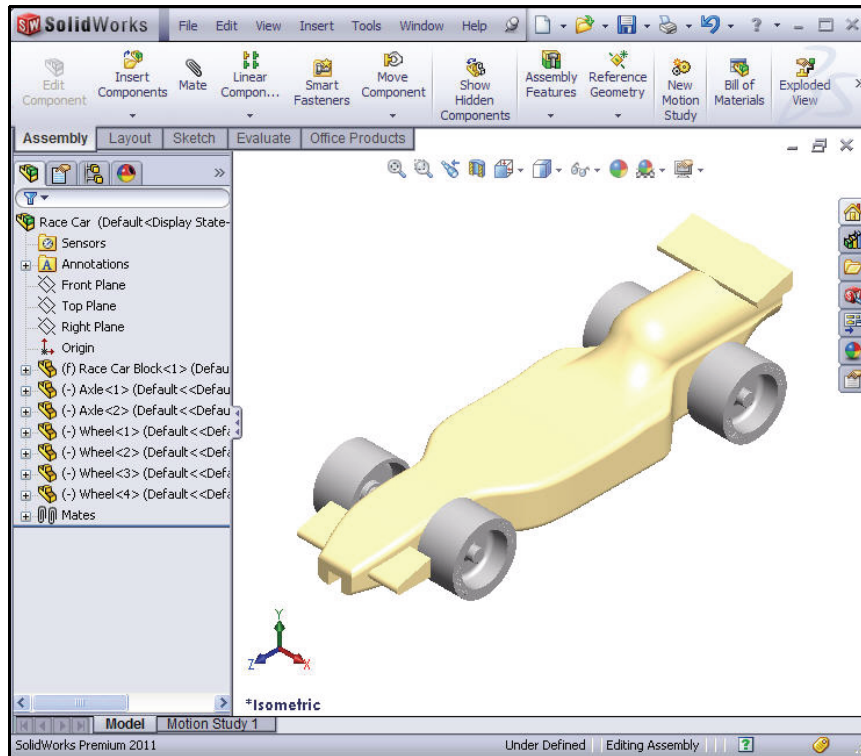 SolidWorks File Edit View Insert Tools Window Help ?
Edit Component
Insert Components
Mate
Linear Compon...
Smart Fasteners
Move Component
Show Hidden Components
Assembly Features
Reference Geometry
New Motion Study
Bill of Materials
Exploded View
Assembly Layout Sketch Evaluate Office Products
Race Car (Default<Display State-
Sensors
Annotations
Front Plane
Top Plane
Right Plane
Origin
(f) Race Car Block<1> (Defau
(-) Axle<1> (Default<<Defau
(-) Axle<2> (Default<<Defau
(-) Wheel<1> (Default<<Defa
(-) Wheel<2> (Default<<Defa
(-) Wheel<3> (Default<<Defa
(-) Wheel<4> (Default<<Defa
Mates
Y
Z X
*Isometric
Model Motion Study 1
SolidWorks Premium 2011 Under Defined Editing Assembly ?